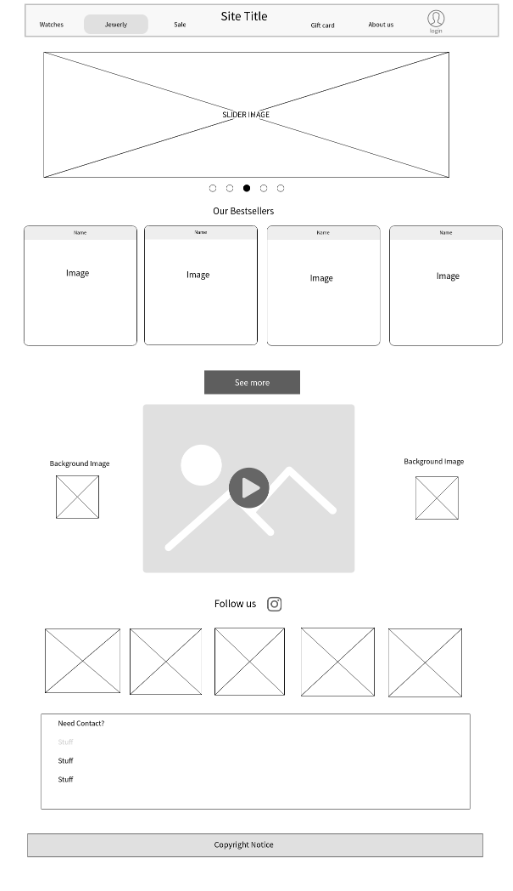 Site Title
Watches Jewerly Sale Gift card About us
login
SLIDER IMAGE
Our Bestsellers
Name Name Name Name
Image Image Image Image
See more
Background Image Background Image
Follow us
Need Contact?
Stuff
Stuff
Stuff
Copyright Notice